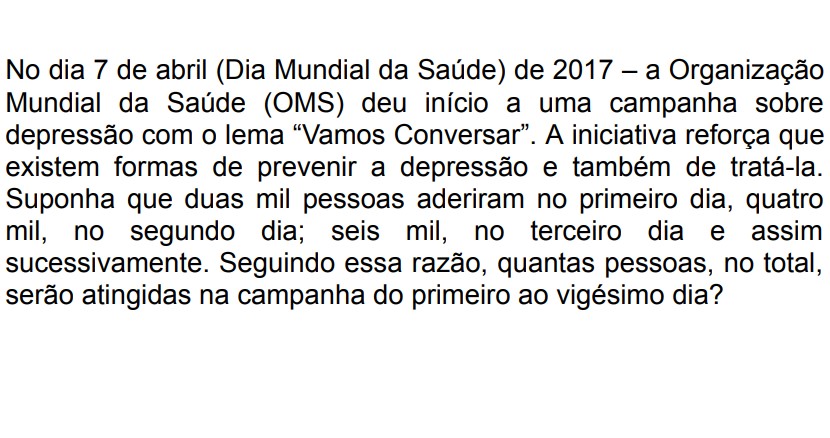 No dia 7 de abril (Dia Mundial da Saúde) de 2017 – a Organização
Mundial da Saúde (OMS) deu início a uma campanha sobre
depressão com o lema “Vamos Conversar”. A iniciativa reforça que
existem formas de prevenir a depressão e também de tratá-la.
Suponha que duas mil pessoas aderiram no primeiro dia, quatro
mil, no segundo dia; seis mil, no terceiro dia e assim
sucessivamente. Seguindo essa razão, quantas pessoas, no total,
serão atingidas na campanha do primeiro ao vigésimo dia?